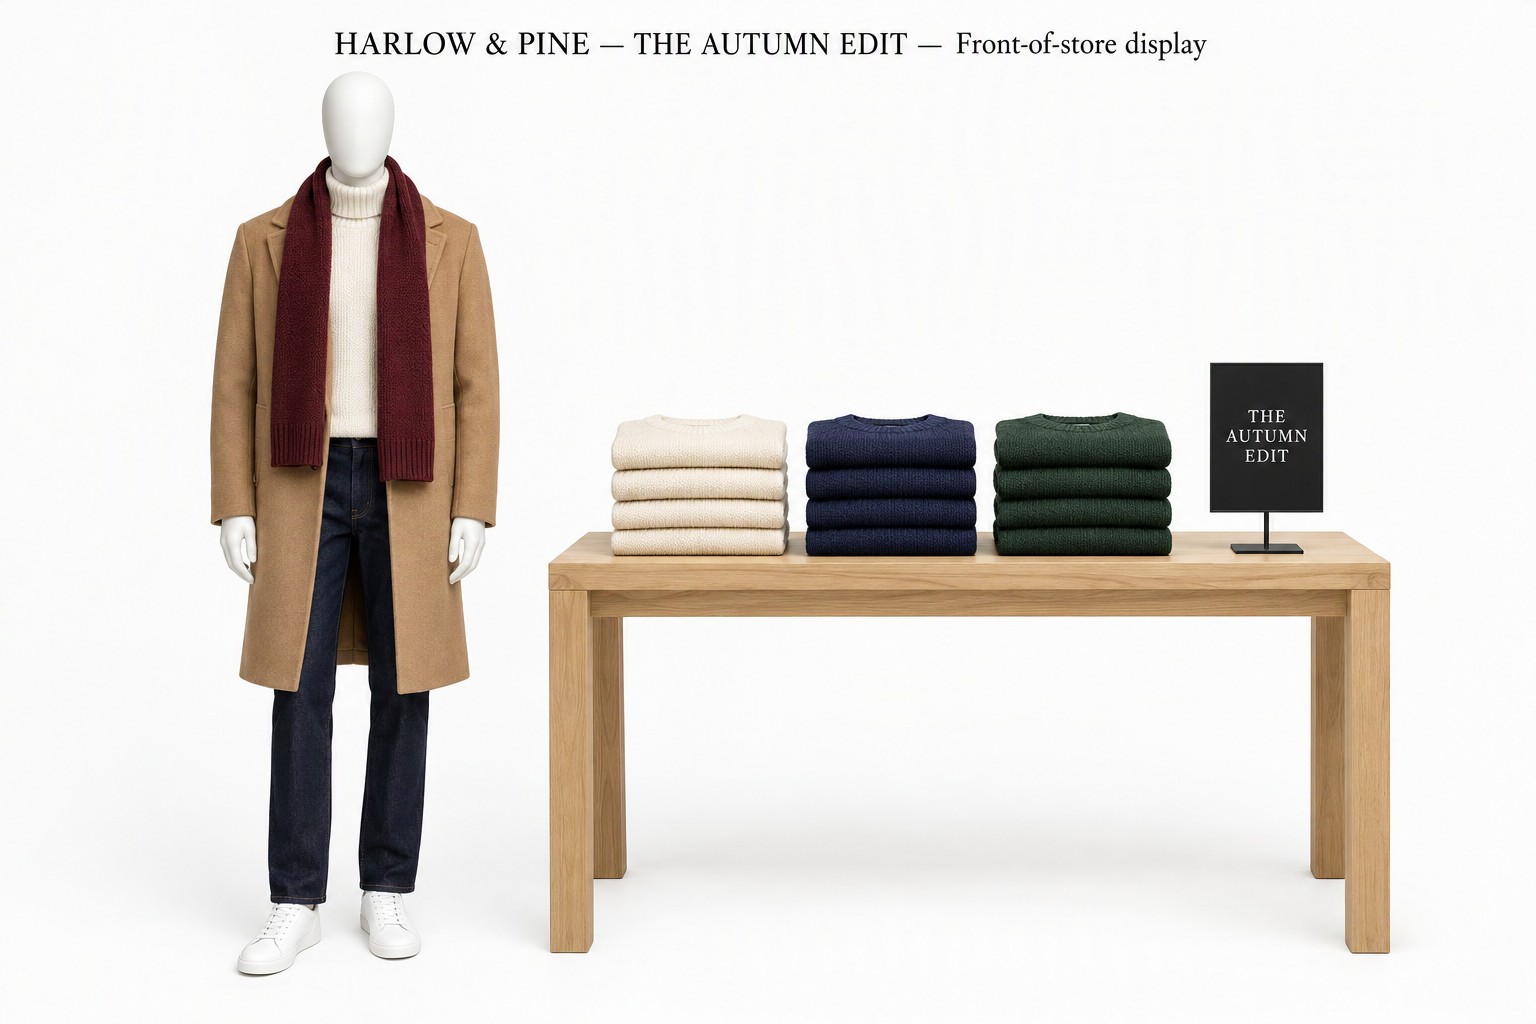 HARLOW & PINE — THE AUTUMN EDIT — Front-of-store display
THE
AUTUMN
EDIT